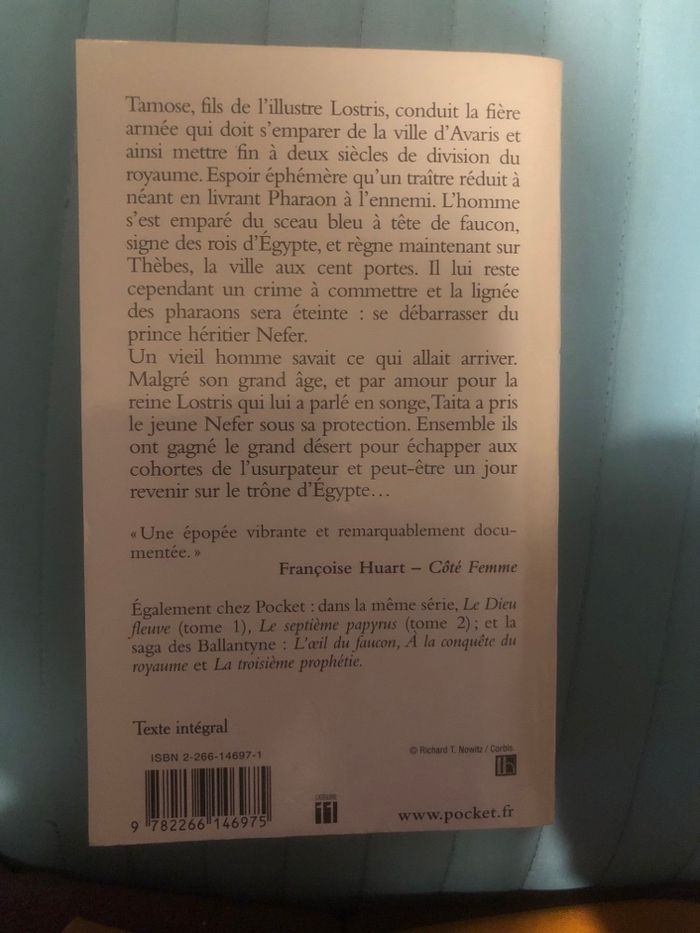 Tamose, fils de l'illustre Lostris, conduit la fière
armée qui doit s'emparer de la ville d'Avaris et
ainsi mettre fin à deux siècles de division du
royaume. Espoir éphémère qu'un traître réduit à
néant en livrant Pharaon à l'ennemi. L'homme
s'est emparé du sceau bleu à tête de faucon,
signe des rois d'Égypte, et règne maintenant sur
Thèbes, la ville aux cent portes. Il lui reste
cependant un crime à commettre et la lignée
des pharaons sera éteinte : se débarrasser du
prince héritier Nefer.
Un vieil homme savait ce qui allait arriver.
Malgré son grand âge, et par amour pour la
reine Lostris qui lui a parlé en songe, Taita a pris
le jeune Nefer sous sa protection. Ensemble ils
ont gagné le grand désert pour échapper aux
cohortes de l'usurpateur et peut-être un jour
revenir sur le trône d'Égypte…
« Une épopée vibrante et remarquablement docu-
mentée. »
Françoise Huart – Côté Femme
Également chez Pocket : dans la même série, Le Dieu
fleuve (tome 1), Le septième papyrus (tome 2) ; et la
saga des Ballantyne : L'œil du faucon, À la conquête du
royaume et La troisième prophétie.
Texte intégral
ISBN 2-266-14697-1
© Richard T. Nowitz / Corbis
9 782266 146975
www.pocket.fr